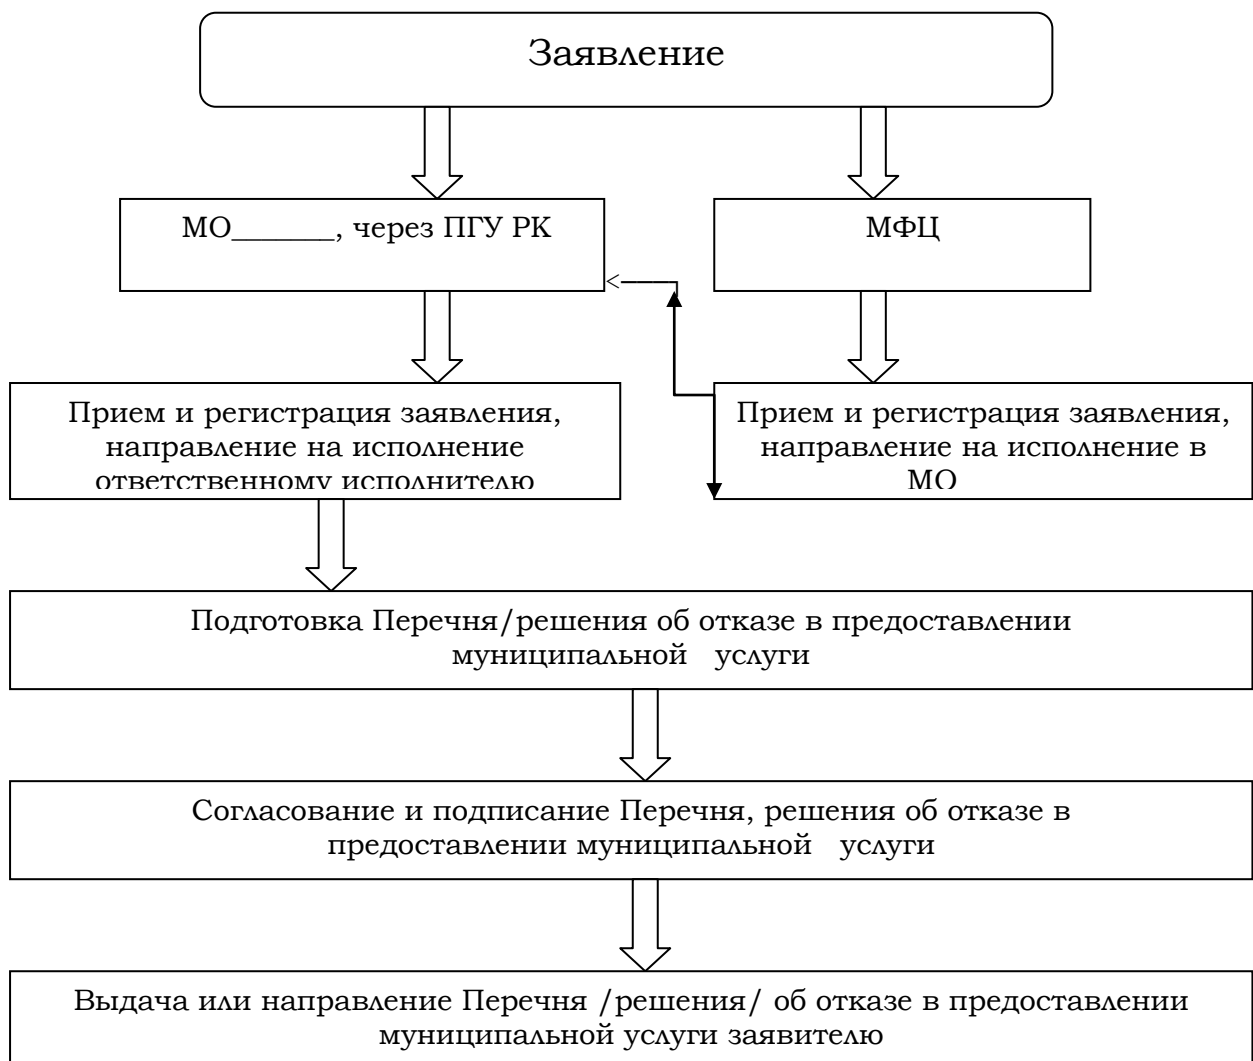 Заявление
МО______, через ПГУ РК
МФЦ
Прием и регистрация заявления,
направление на исполнение
ответственному исполнителю
Прием и регистрация заявления,
направление на исполнение в
МО
Подготовка Перечня/решения об отказе в предоставлении
муниципальной услуги
Согласование и подписание Перечня, решения об отказе в
предоставлении муниципальной услуги
Выдача или направление Перечня /решения/ об отказе в предоставлении
муниципальной услуги заявителю